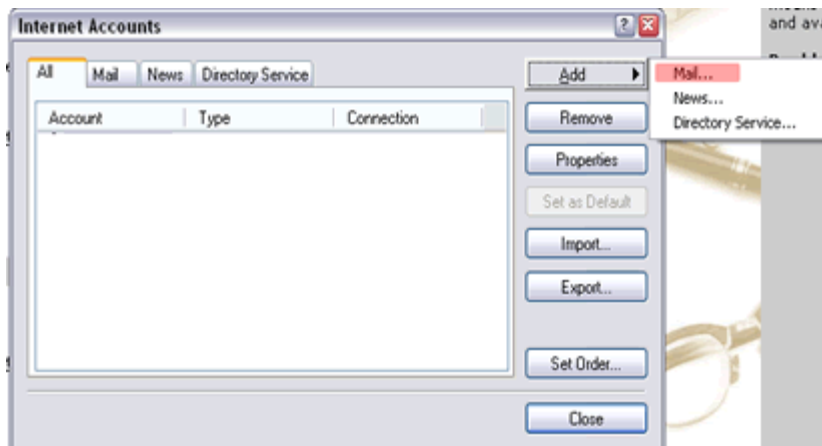 Internet Accounts
and ava
All Mail News Directory Service
Add
Mail...
News...
Directory Service...
Account Type Connection
Remove
Properties
Set as Default
Import...
Export...
Set Order...
Close